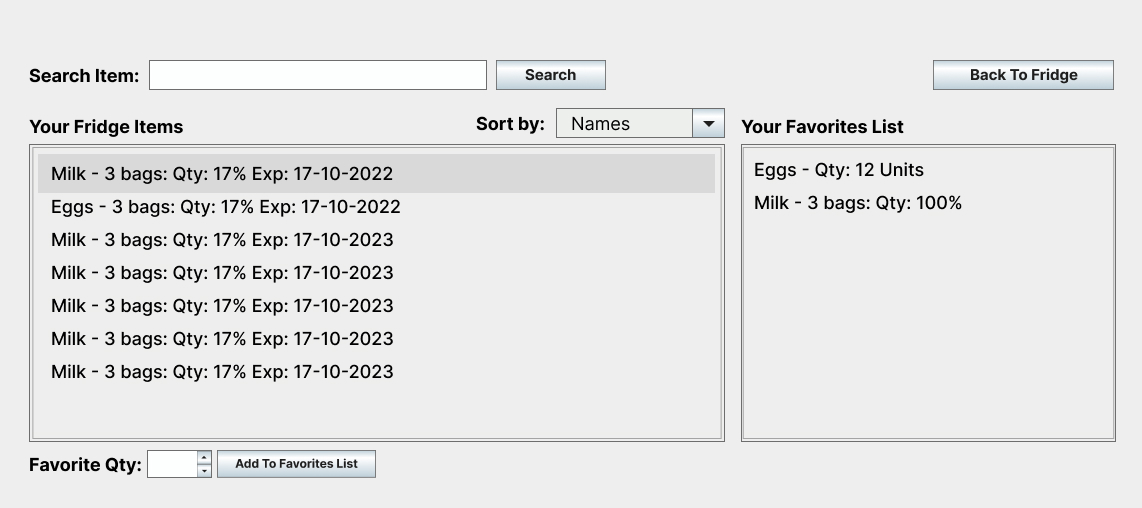 Search Item: Search Back To Fridge
Your Fridge Items Sort by: Names Your Favorites List
Milk - 3 bags: Qty: 17% Exp: 17-10-2022
Eggs - 3 bags: Qty: 17% Exp: 17-10-2022
Milk - 3 bags: Qty: 17% Exp: 17-10-2023
Milk - 3 bags: Qty: 17% Exp: 17-10-2023
Milk - 3 bags: Qty: 17% Exp: 17-10-2023
Milk - 3 bags: Qty: 17% Exp: 17-10-2023
Milk - 3 bags: Qty: 17% Exp: 17-10-2023
Eggs - Qty: 12 Units
Milk - 3 bags: Qty: 100%
Favorite Qty: Add To Favorites List